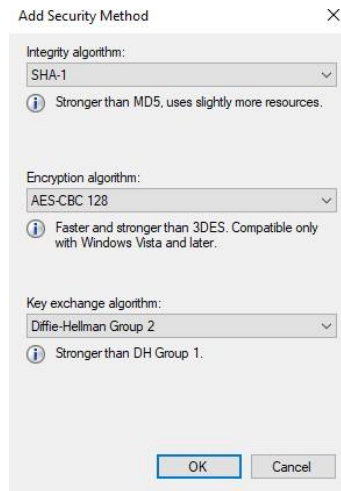 Add Security Method
Integrity algorithm:
SHA-1
Stronger than MD5, uses slightly more resources.
Encryption algorithm:
AES-CBC 128
Faster and stronger than 3DES. Compatible only
with Windows Vista and later.
Key exchange algorithm:
Diffie-Hellman Group 2
Stronger than DH Group 1.
OK Cancel